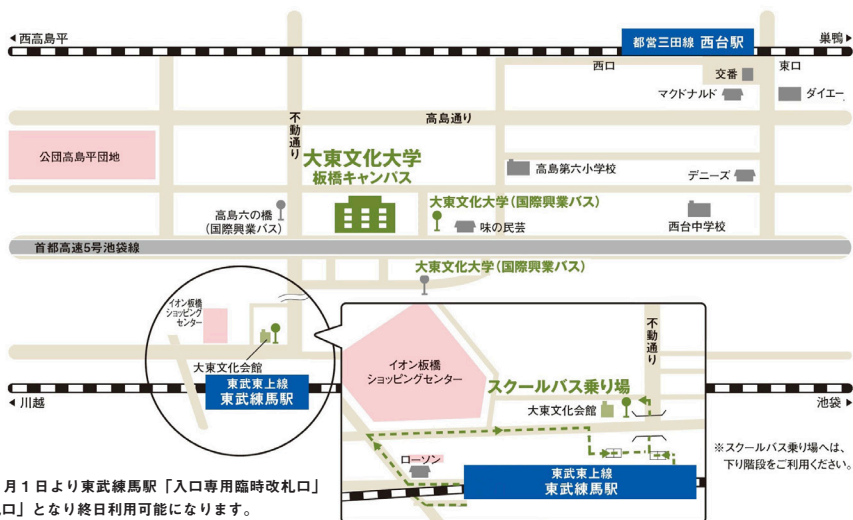 ◀西高島平
都営三田線 西台駅
巣鴨▶
西口
交番
東口
マクドナルド
ダイエー
不動通り
高島通り
公団高島平団地
大東文化大学
板橋キャンパス
高島第六小学校
デニーズ
高島六の橋
(国際興業バス)
大東文化大学(国際興業バス)
味の民芸
西台中学校
首都高速5号池袋線
大東文化大学(国際興業バス)
イオン板橋
ショッピング
センター
大東文化会館
東武東上線
東武練馬駅
◀川越
イオン板橋
ショッピングセンター
不動通り
スクールバス乗り場
大東文化会館
ローソン
東武東上線
東武練馬駅
池袋▶
※スクールバス乗り場へは、
下り階段をご利用ください。
月1日より東武練馬駅「入口専用臨時改札口」
口」となり終日利用可能になります。